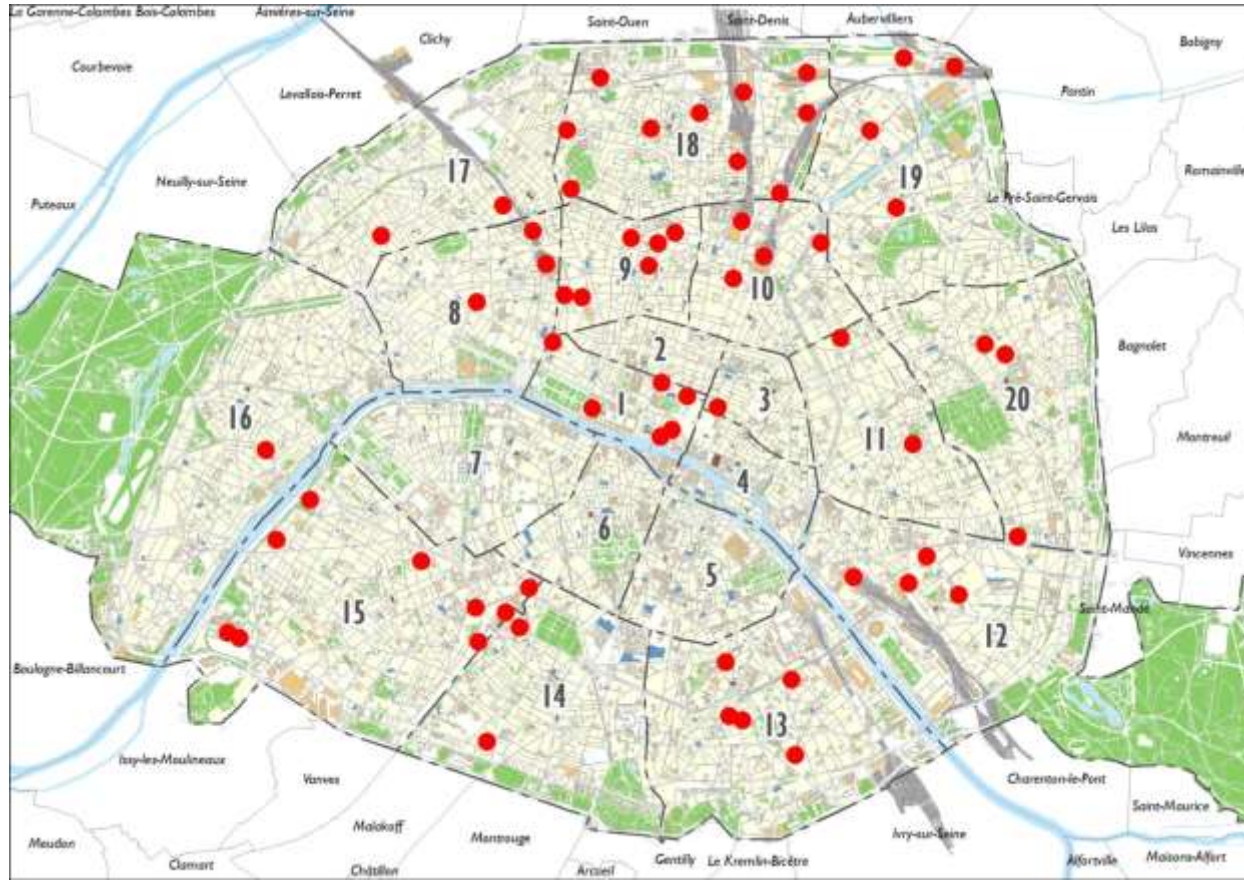 La Garenne-Colombes Bois-Colombes Asnières-sur-Seine
Saint-Ouen Saint-Denis Aubervilliers
Clichy
Bobigny
Courbevoie
Levallois-Perret
Pantin
18
17
Romainville
19
Neuilly-sur-Seine
Le Pré-Saint-Gervais
Puteaux
Les Lilas
9
10
8
Bagnolet
2
20
1
3
16
11
Montreuil
7
4
6
Vincennes
5
15
Saint-Mandé
12
Boulogne-Billancourt
14
13
Issy-les-Moulineaux
Vanves
Charenton-le-Pont
Saint-Maurice
Malakoff
Montrouge
Ivry-sur-Seine
Meudon
Clamart
Châtillon
Arcueil
Gentilly Le Kremlin-Bicêtre
Alfortville
Maisons-Alfort